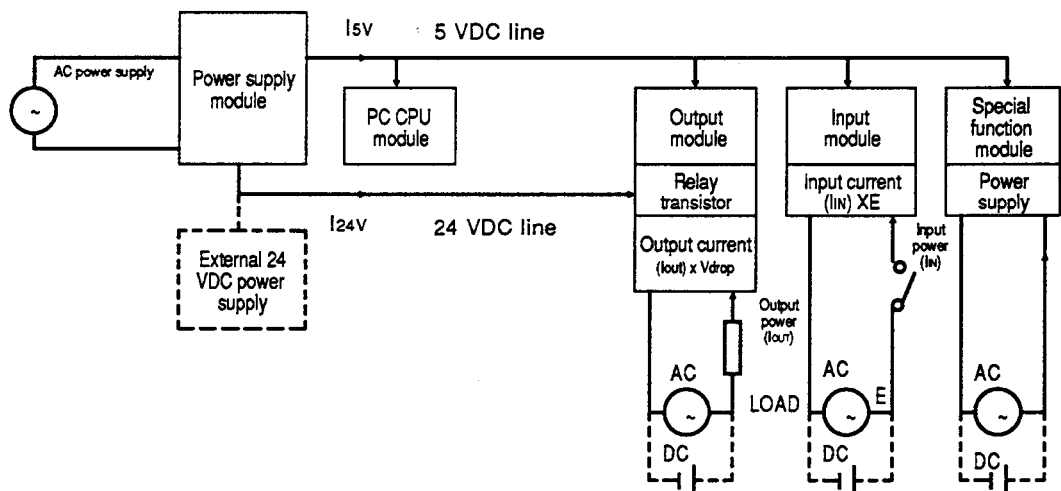 I5V
5 VDC line
AC power supply
~
Power supply
module
PC CPU
module
Output
module
Input
module
Special
function
module
Relay
transistor
Input current
(IIN) XE
Power
supply
I24V
24 VDC line
External 24
VDC power
supply
Output current
(Iout) x Vdrop
Input
power
(IIN)
Output
power
(IOUT)
AC
~
DC
LOAD
AC
~
E
DC
AC
~
DC